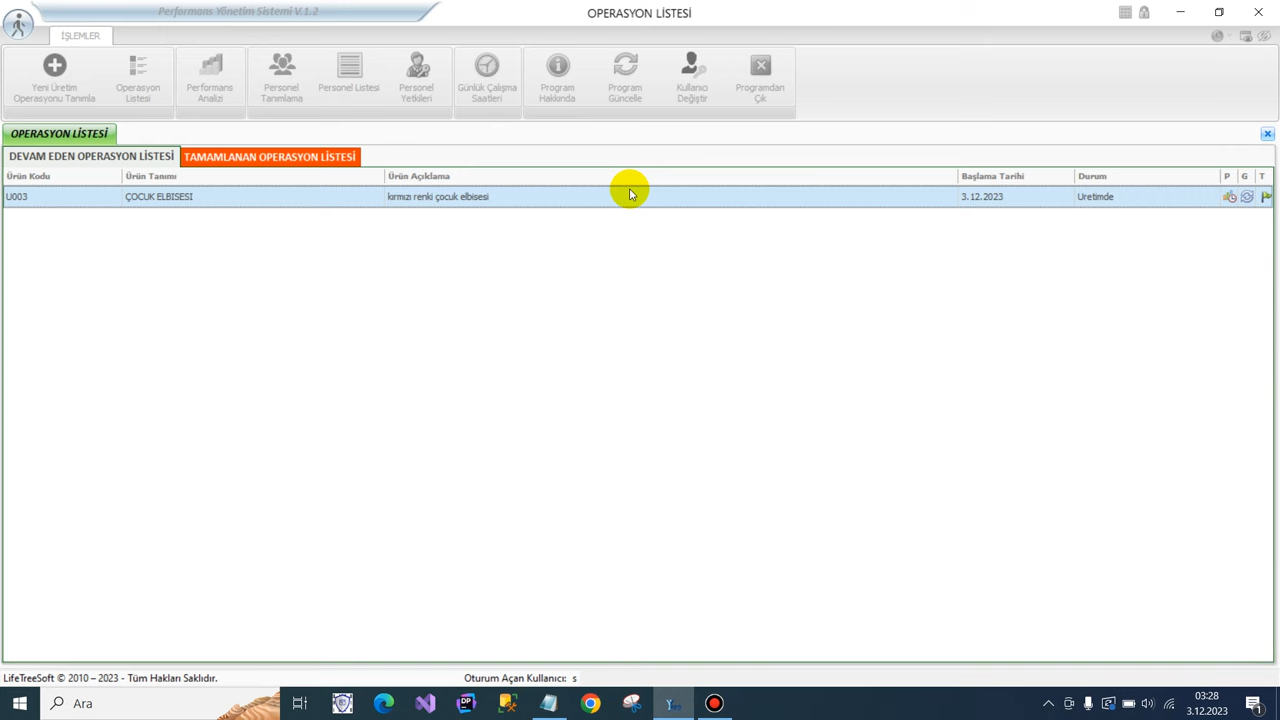 Performans Yönetim Sistemi V.1.2
OPERASYON LİSTESİ
İŞLEMLER
Yeni Üretim Operasyonu Tanımla
Operasyon Listesi
Performans Analizi
Personel Tanımlama
Personel Listesi
Personel Yetkileri
Günlük Çalışma Saatleri
Program Hakkında
Program Güncelle
Kullanıcı Değiştir
Programdan Çık
OPERASYON LİSTESİ
DEVAM EDEN OPERASYON LİSTESİ TAMAMLANAN OPERASYON LİSTESİ
Ürün Kodu Ürün Tanımı Ürün Açıklama Başlama Tarihi Durum P G T
U003 ÇOCUK ELBISESI kırmızı renki çocuk elbisesi 3.12.2023 Uretimde
LifeTreeSoft © 2010 – 2023 - Tüm Hakları Saklıdır. Oturum Açan Kullanıcı: s
Ara
03:28
3.12.2023